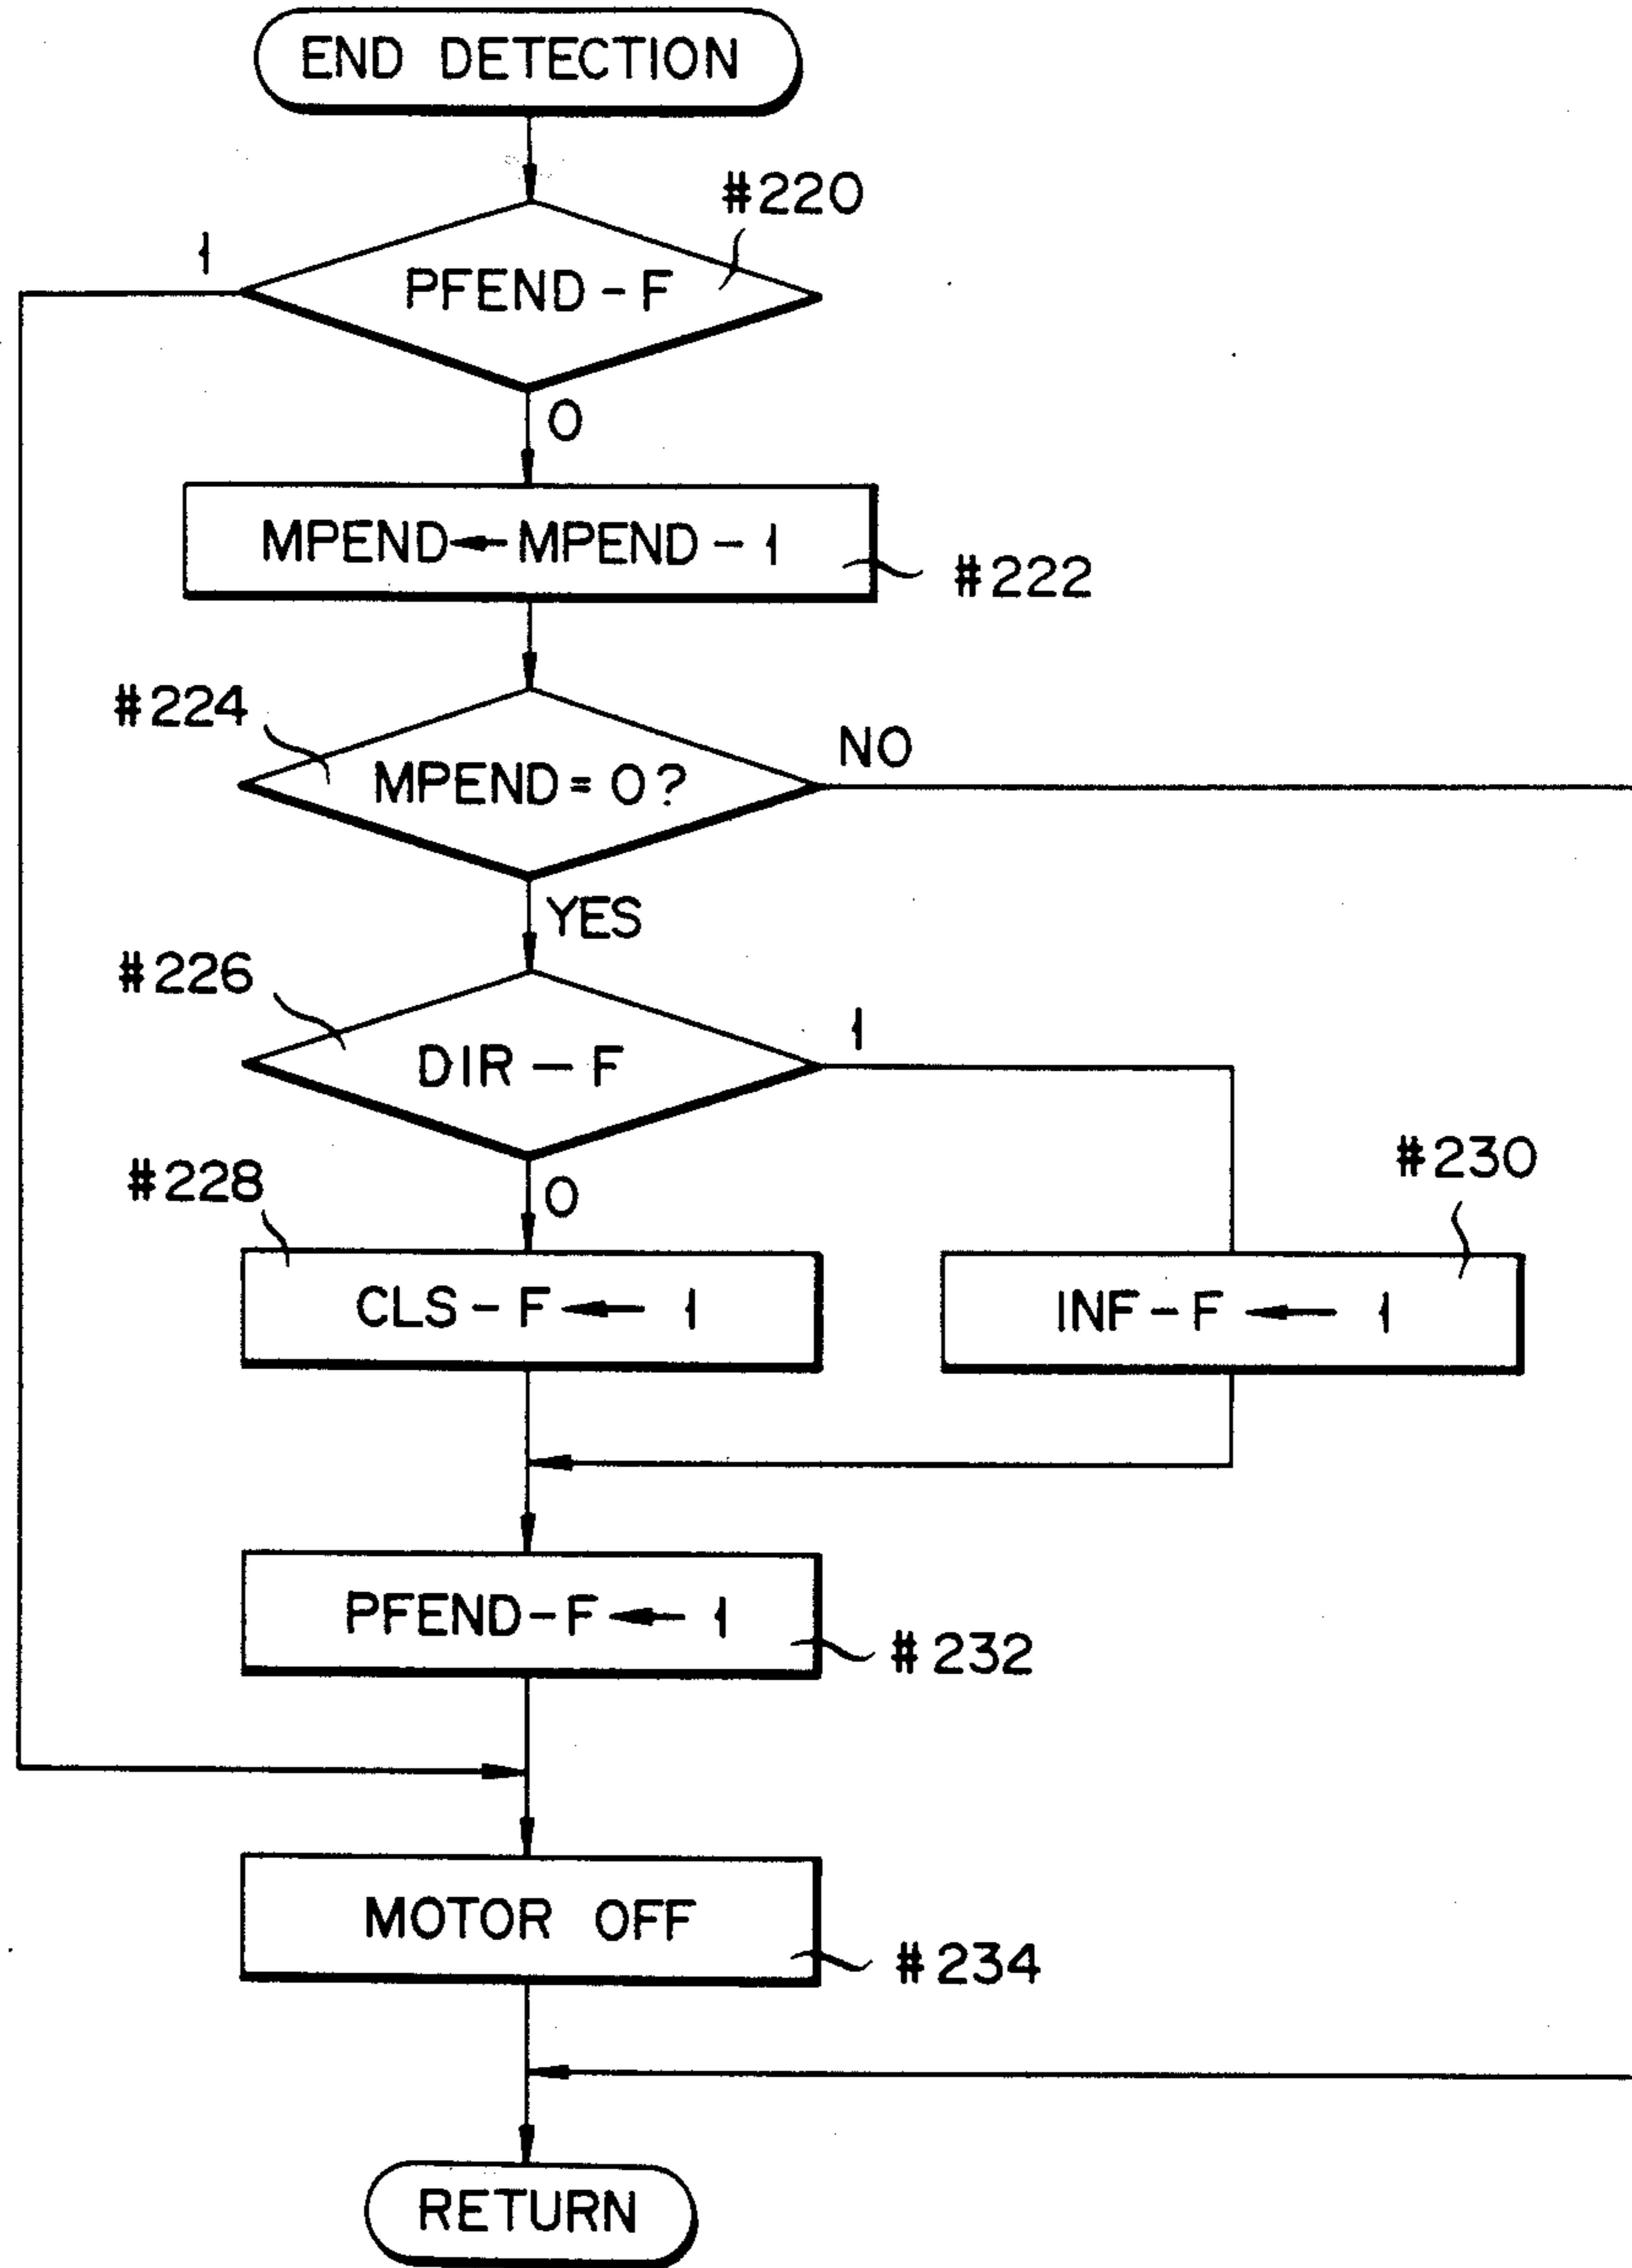 END DETECTION
#220
1
PFEND-F
0
MPEND←MPEND-1
#222
#224
NO
MPEND=0?
YES
#226
1
DIR-F
#230
#228
0
CLS-F←1
INF-F←1
PFEND-F←1
#232
MOTOR OFF
#234
RETURN